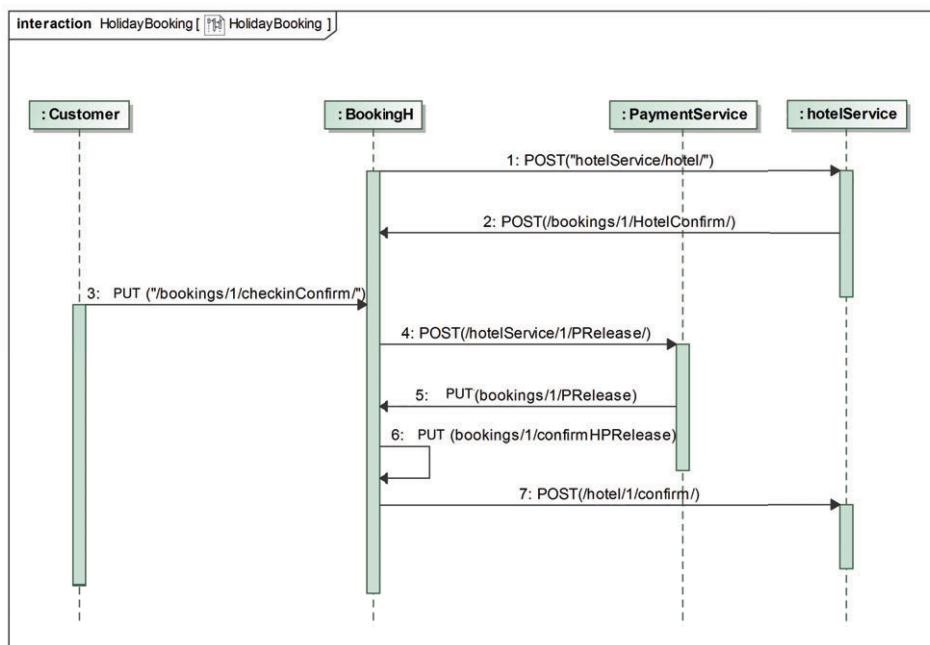 interaction HolidayBooking [ HolidayBooking ]
: Customer
: BookingH
: PaymentService
: hotelService
1: POST("hotelService/hotel/")
2: POST(/bookings/1/HotelConfirm/)
3: PUT ("/bookings/1/checkinConfirm/")
4: POST(/hotelService/1/PRelease/)
5: PUT(bookings/1/PRelease)
6: PUT (bookings/1/confirmHPRelease)
7: POST(/hotel/1/confirm/)